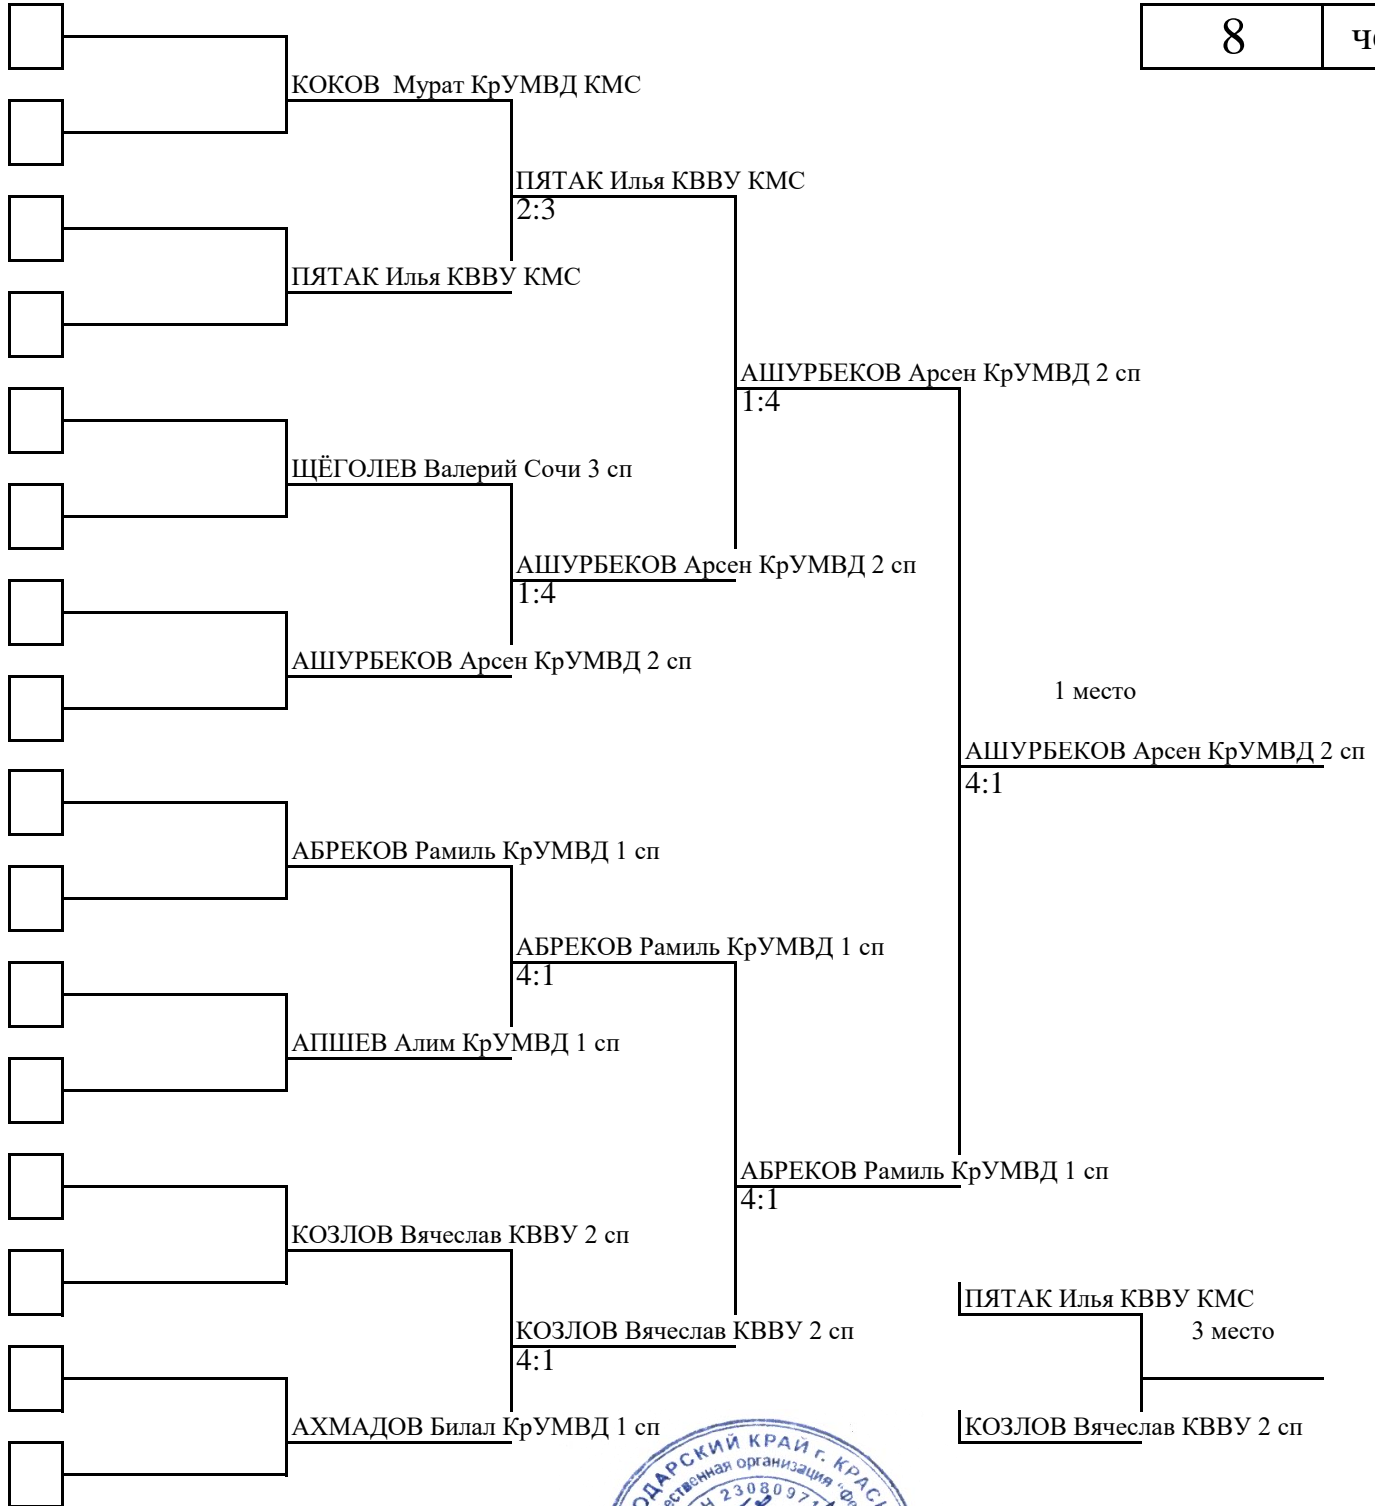 8
КОКОВ Мурат КрУМВД КМС
ПЯТАК Илья КВВУ КМС
2:3
ПЯТАК Илья КВВУ КМС
АШУРБЕКОВ Арсен КрУМВД 2 сп
1:4
ЩЁГОЛЕВ Валерий Сочи 3 сп
АШУРБЕКОВ Арсен КрУМВД 2 сп
1:4
АШУРБЕКОВ Арсен КрУМВД 2 сп
1 место
АШУРБЕКОВ Арсен КрУМВД 2 сп
4:1
АБРЕКОВ Рамиль КрУМВД 1 сп
АБРЕКОВ Рамиль КрУМВД 1 сп
4:1
АПШЕВ Алим КрУМВД 1 сп
АБРЕКОВ Рамиль КрУМВД 1 сп
4:1
КОЗЛОВ Вячеслав КВВУ 2 сп
ПЯТАК Илья КВВУ КМС
КОЗЛОВ Вячеслав КВВУ 2 сп
3 место
4:1
АХМАДОВ Билал КрУМВД 1 сп
КОЗЛОВ Вячеслав КВВУ 2 сп
КРАЙ г.
организация